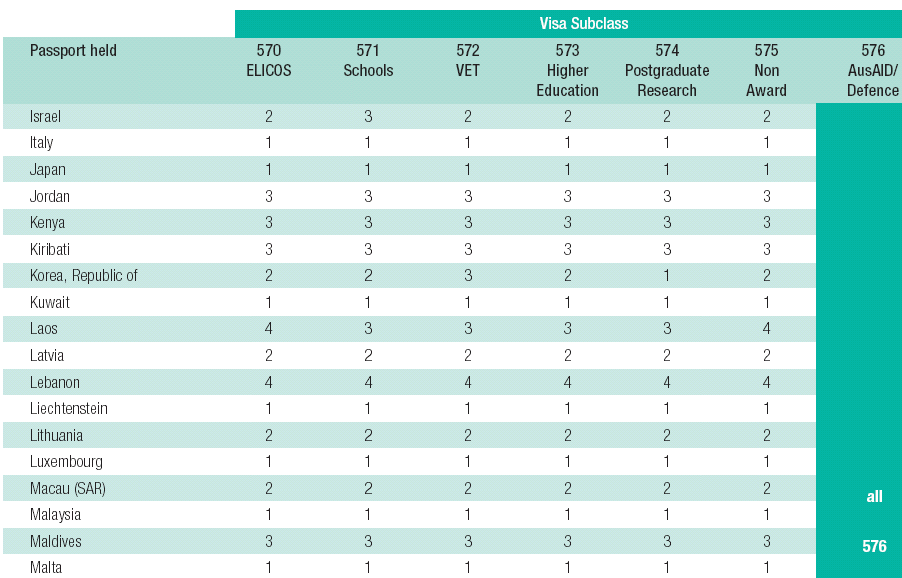 Visa Subclass
Passport held 570 571 572 573 574 575 576
ELICOS Schools VET Higher Postgraduate Non AusAID/
Education Research Award Defence
Israel 2 3 2 2 2 2
Italy 1 1 1 1 1 1
Japan 1 1 1 1 1 1
Jordan 3 3 3 3 3 3
Kenya 3 3 3 3 3 3
Kiribati 3 3 3 3 3 3
Korea, Republic of 2 2 3 2 1 2
Kuwait 1 1 1 1 1 1
Laos 4 3 3 3 3 4
Latvia 2 2 2 2 2 2
Lebanon 4 4 4 4 4 4
Liechtenstein 1 1 1 1 1 1
Lithuania 2 2 2 2 2 2
Luxembourg 1 1 1 1 1 1
Macau (SAR) 2 2 2 2 2 2 all
Malaysia 1 1 1 1 1 1
Maldives 3 3 3 3 3 3 576
Malta 1 1 1 1 1 1